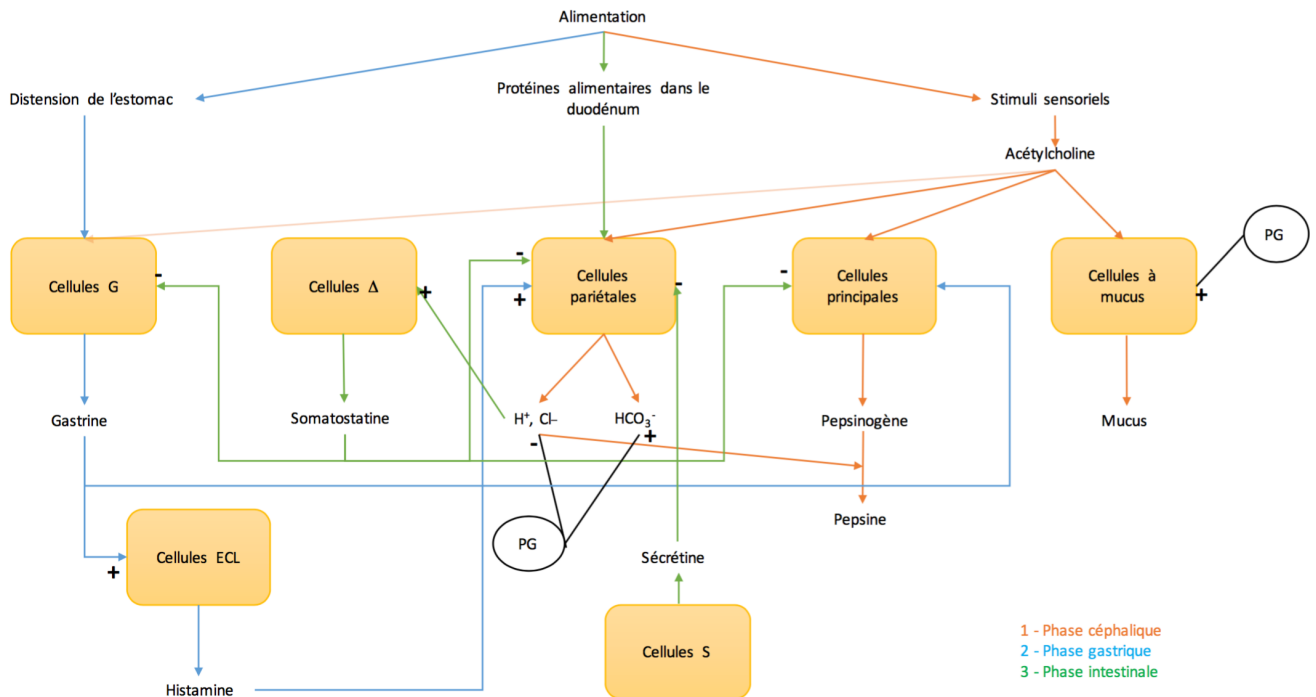 Alimentation
Distension de l'estomac
Protéines alimentaires dans le
duodénum
Stimuli sensoriels
Acétylcholine
PG
Cellules G
-
Cellules Δ
+
-
+
Cellules
pariétales
-
-
Cellules
principales
Cellules à
mucus
+
Gastrine
Somatostatine
H⁺, Cl–
-
HCO₃⁻
+
Pepsinogène
Mucus
Pepsine
Cellules ECL
+
PG
Sécrétine
Cellules S
Histamine
1 - Phase céphalique
2 - Phase gastrique
3 - Phase intestinale